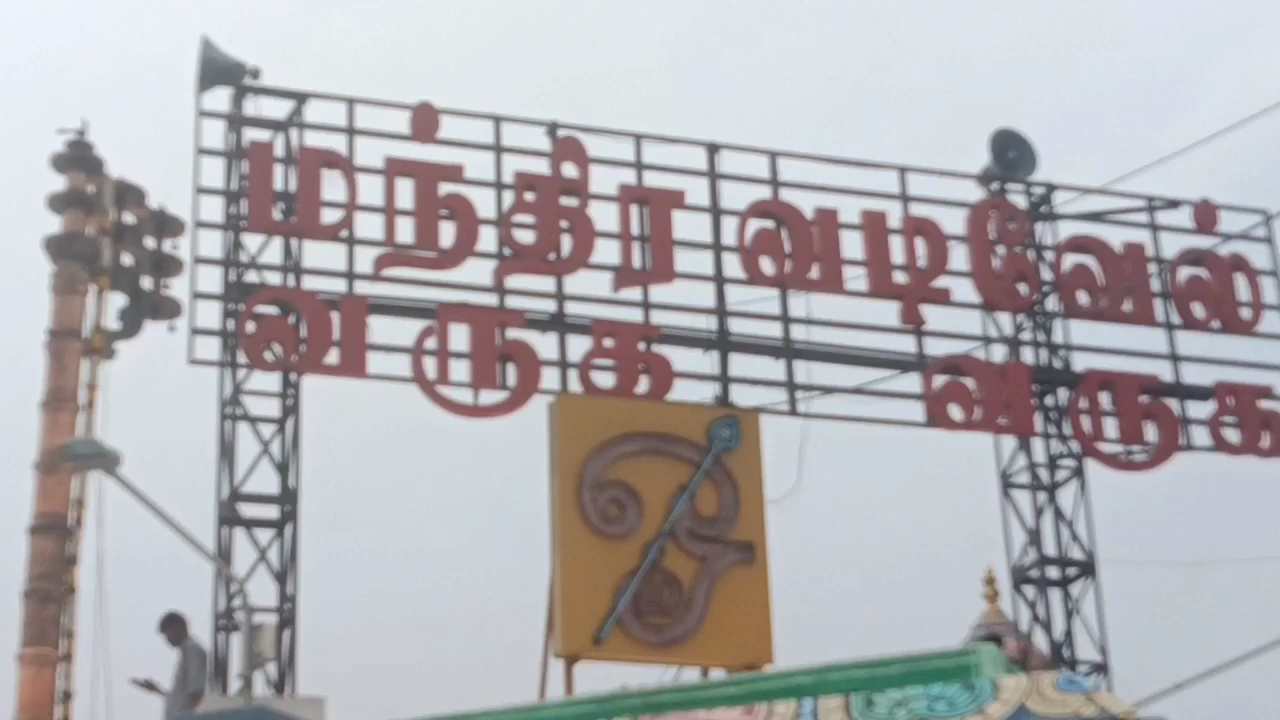 மந்திர வடிவேல்
வருக வருக
ஓ